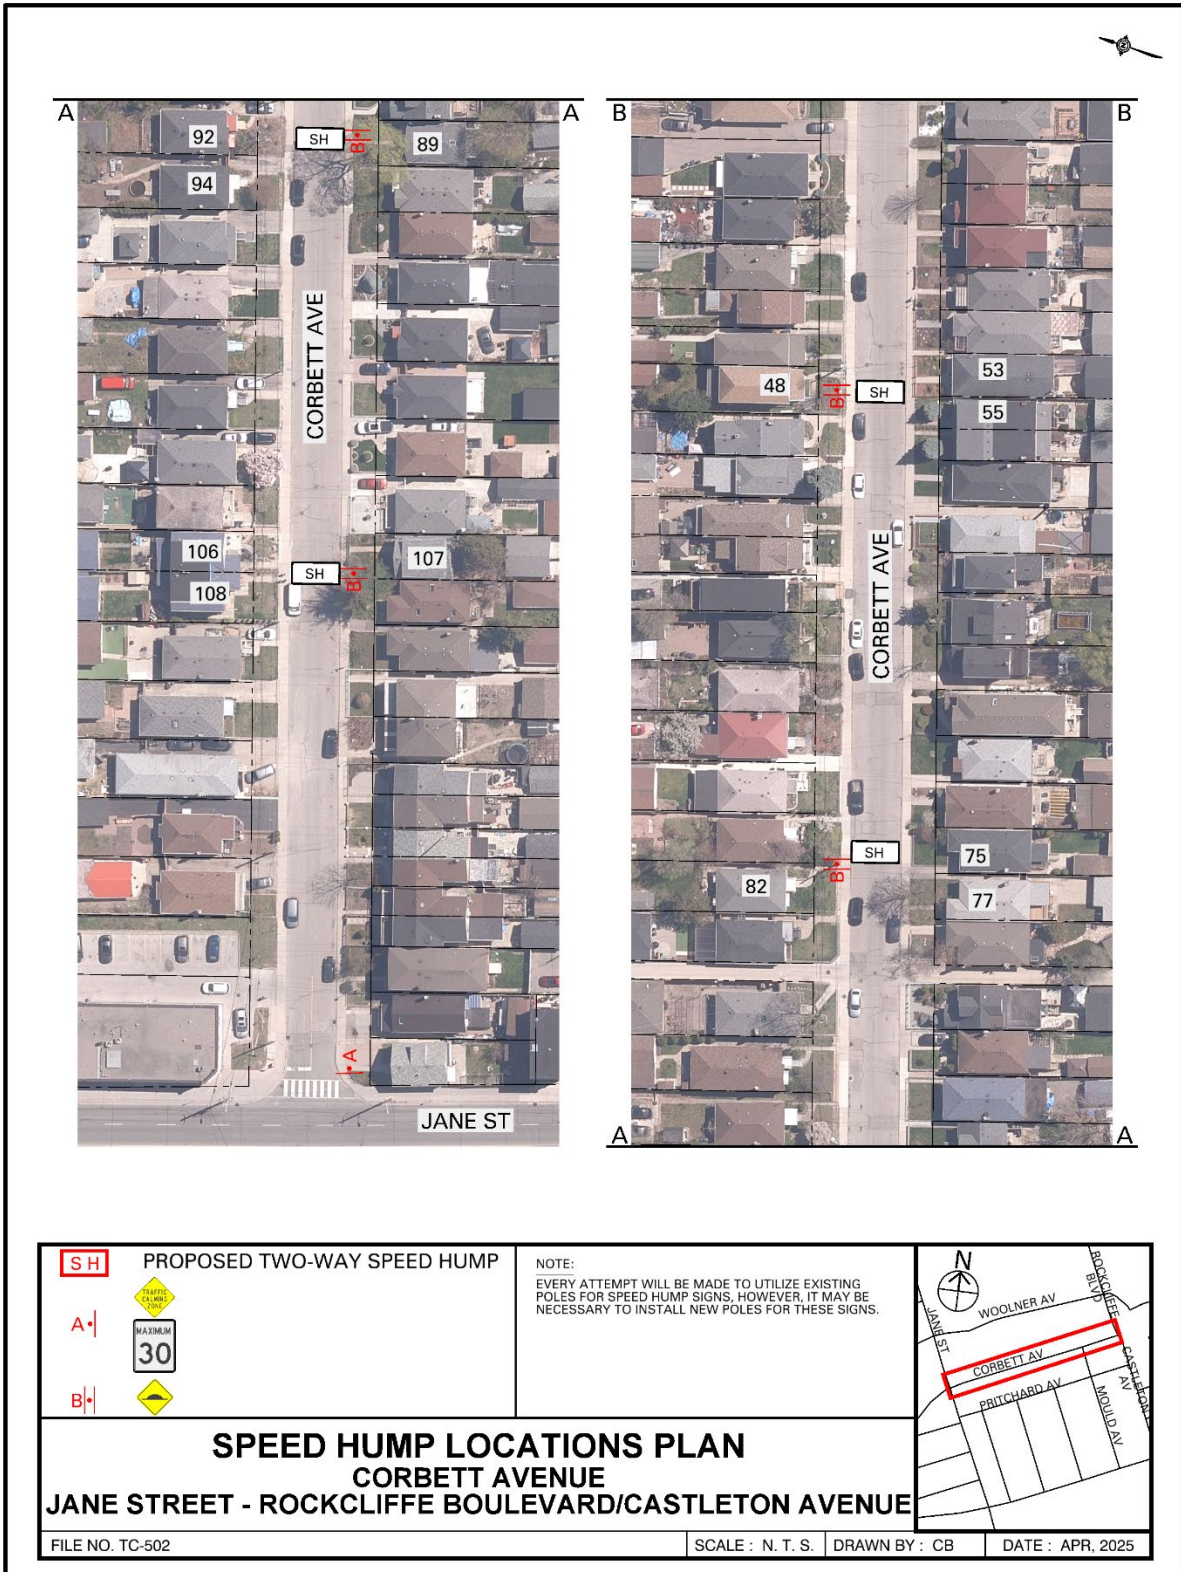 A
A
92
SH
B
89
94
CORBETT AVE
106
107
SH
B
108
A
JANE ST
B
B
53
48
B
SH
55
CORBETT AVE
SH
75
B
82
77
A
A
SH PROPOSED TWO-WAY SPEED HUMP
TRAFFIC
CALMING
ZONE
A
MAXIMUM
30
B
NOTE:
EVERY ATTEMPT WILL BE MADE TO UTILIZE EXISTING
POLES FOR SPEED HUMP SIGNS, HOWEVER, IT MAY BE
NECESSARY TO INSTALL NEW POLES FOR THESE SIGNS.
N
ROCKCLIFFE
BLVD
WOOLNER AV
JANE ST
CORBETT AV
CASTLETON
AV
PRITCHARD AV
MOULD AV
SPEED HUMP LOCATIONS PLAN
CORBETT AVENUE
JANE STREET - ROCKCLIFFE BOULEVARD/CASTLETON AVENUE
FILE NO. TC-502
SCALE : N. T. S.
DRAWN BY : CB
DATE : APR, 2025